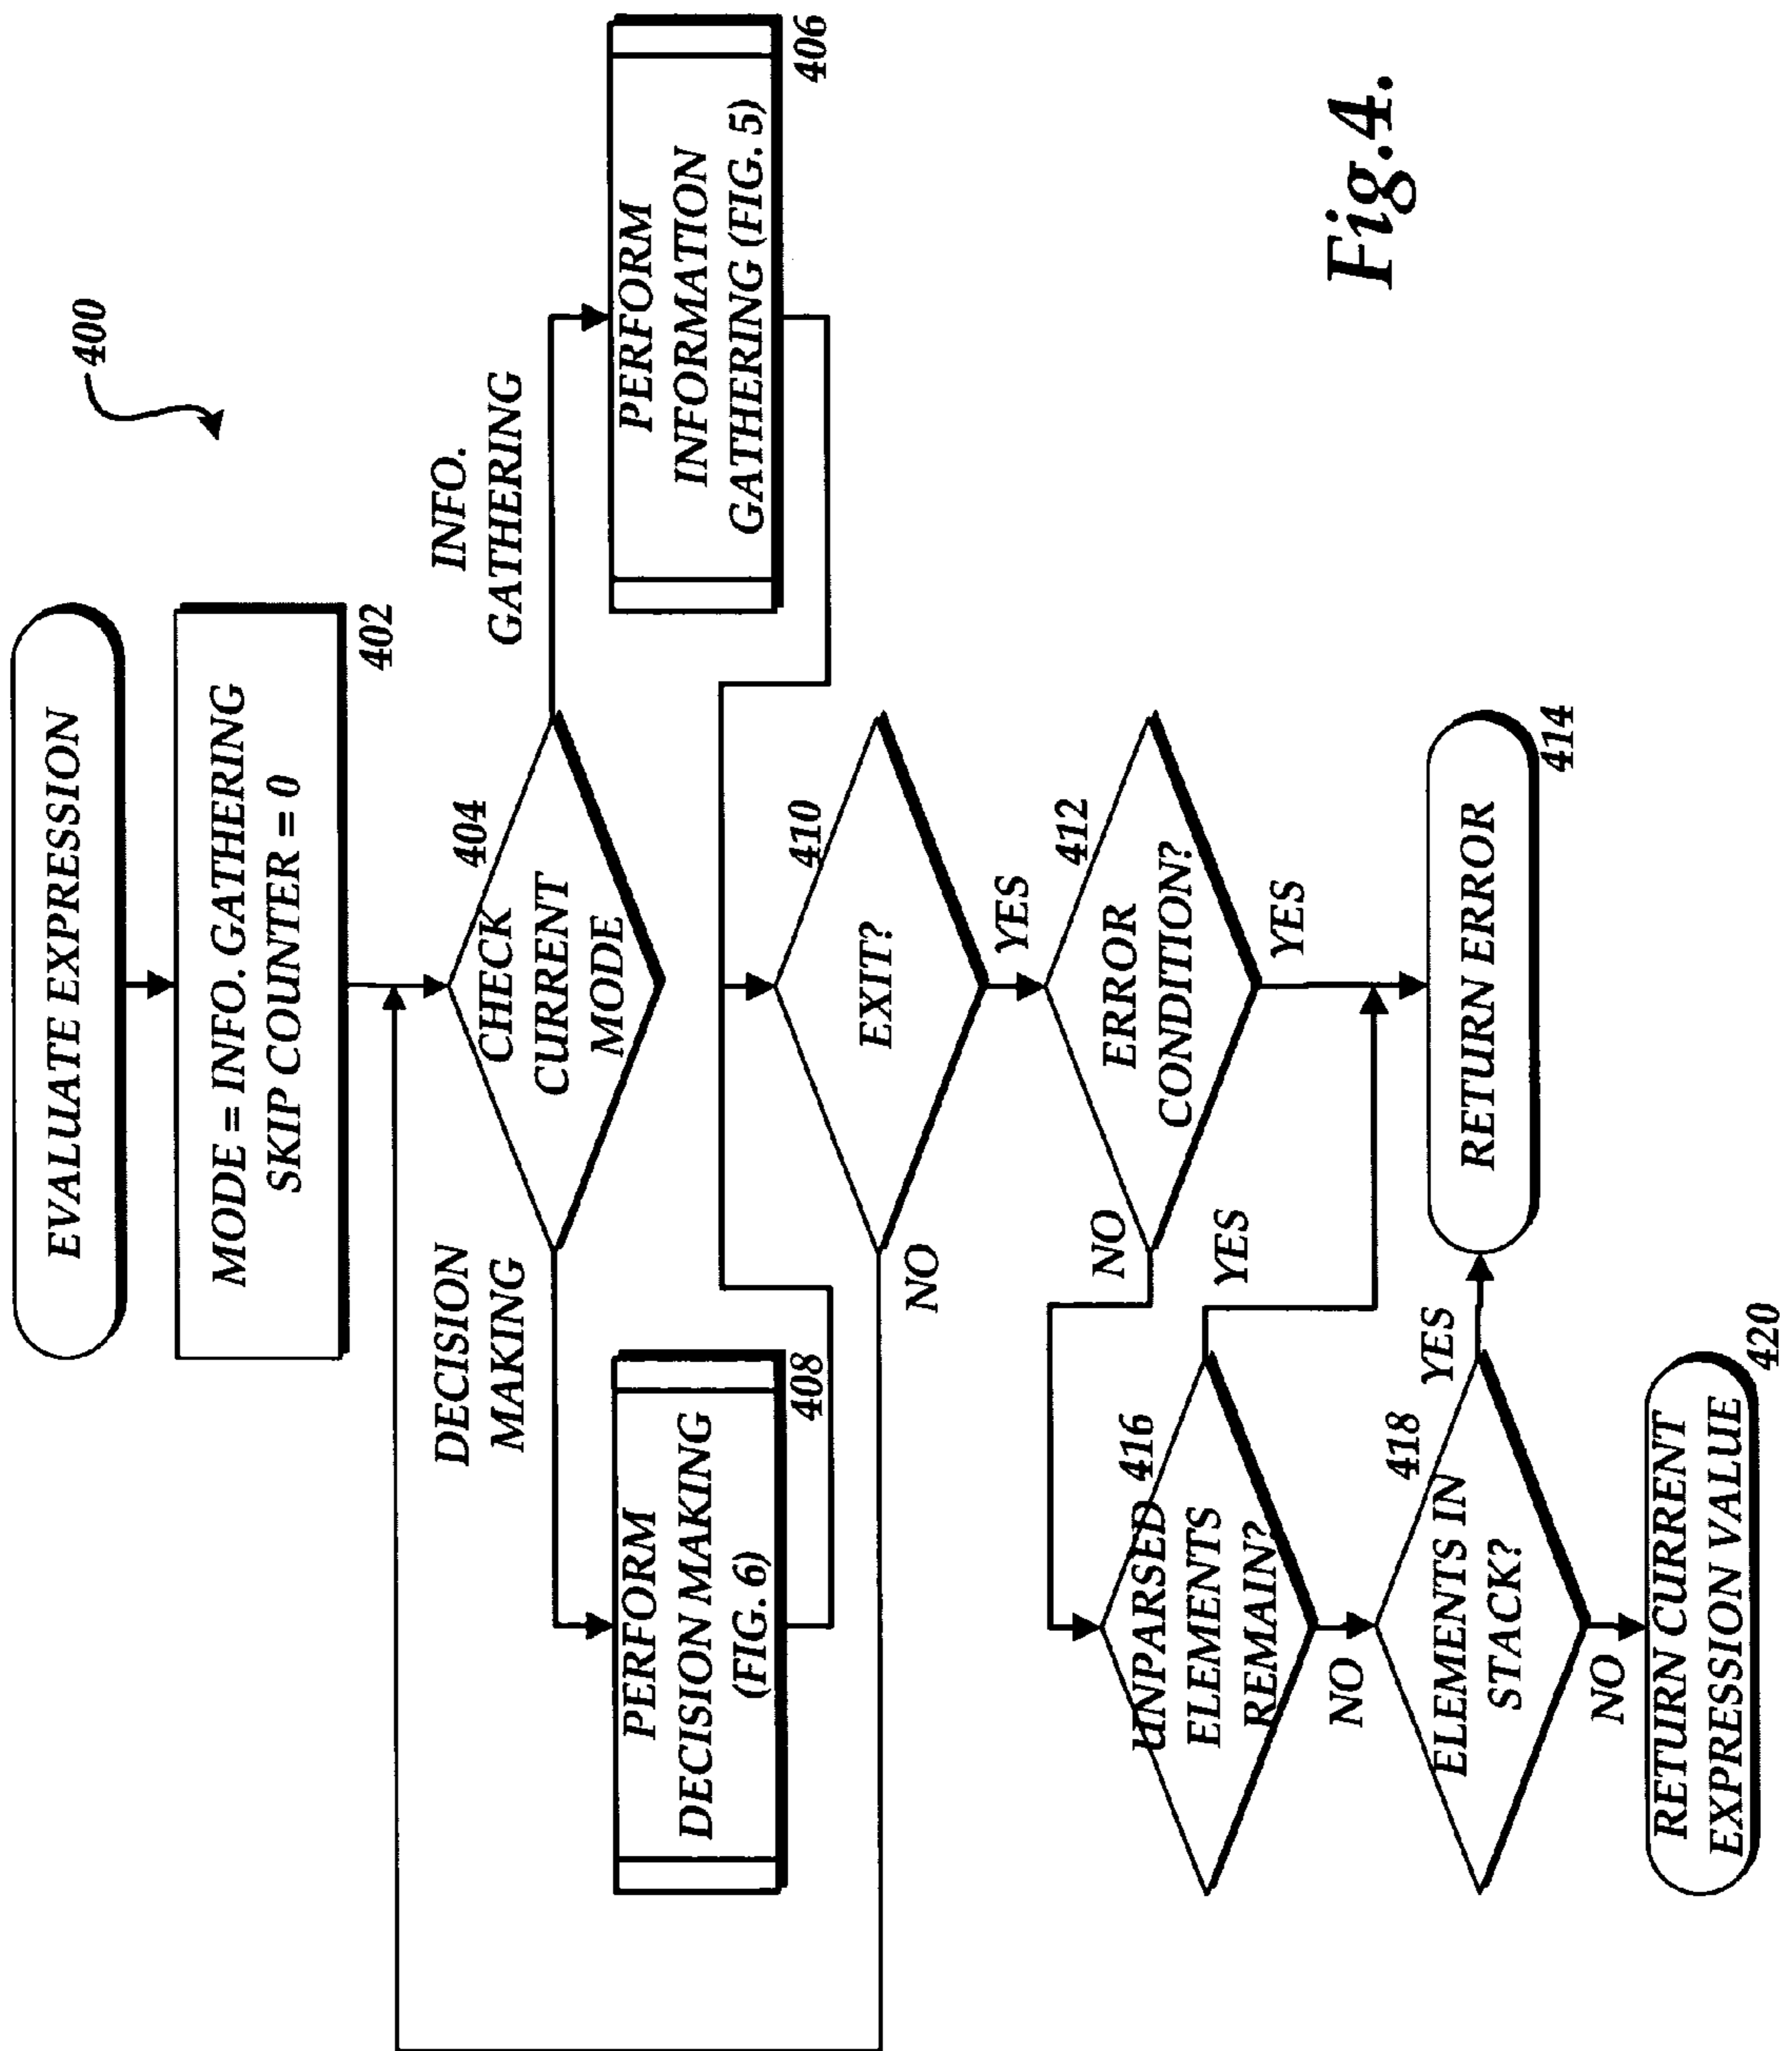 400
EVALUATE EXPRESSION
MODE = INFO. GATHERING
SKIP COUNTER = 0
402
404
CHECK
CURRENT
MODE
DECISION
MAKING
INFO.
GATHERING
PERFORM
DECISION MAKING
(FIG. 6)
408
PERFORM
INFORMATION
GATHERING (FIG. 5)
406
410
EXIT?
NO
YES
412
ERROR
CONDITION?
NO
YES
416
UNPARSED
ELEMENTS
REMAIN?
YES
NO
418
ELEMENTS IN
STACK?
YES
NO
RETURN ERROR
414
RETURN CURRENT
EXPRESSION VALUE
420
Fig.4.